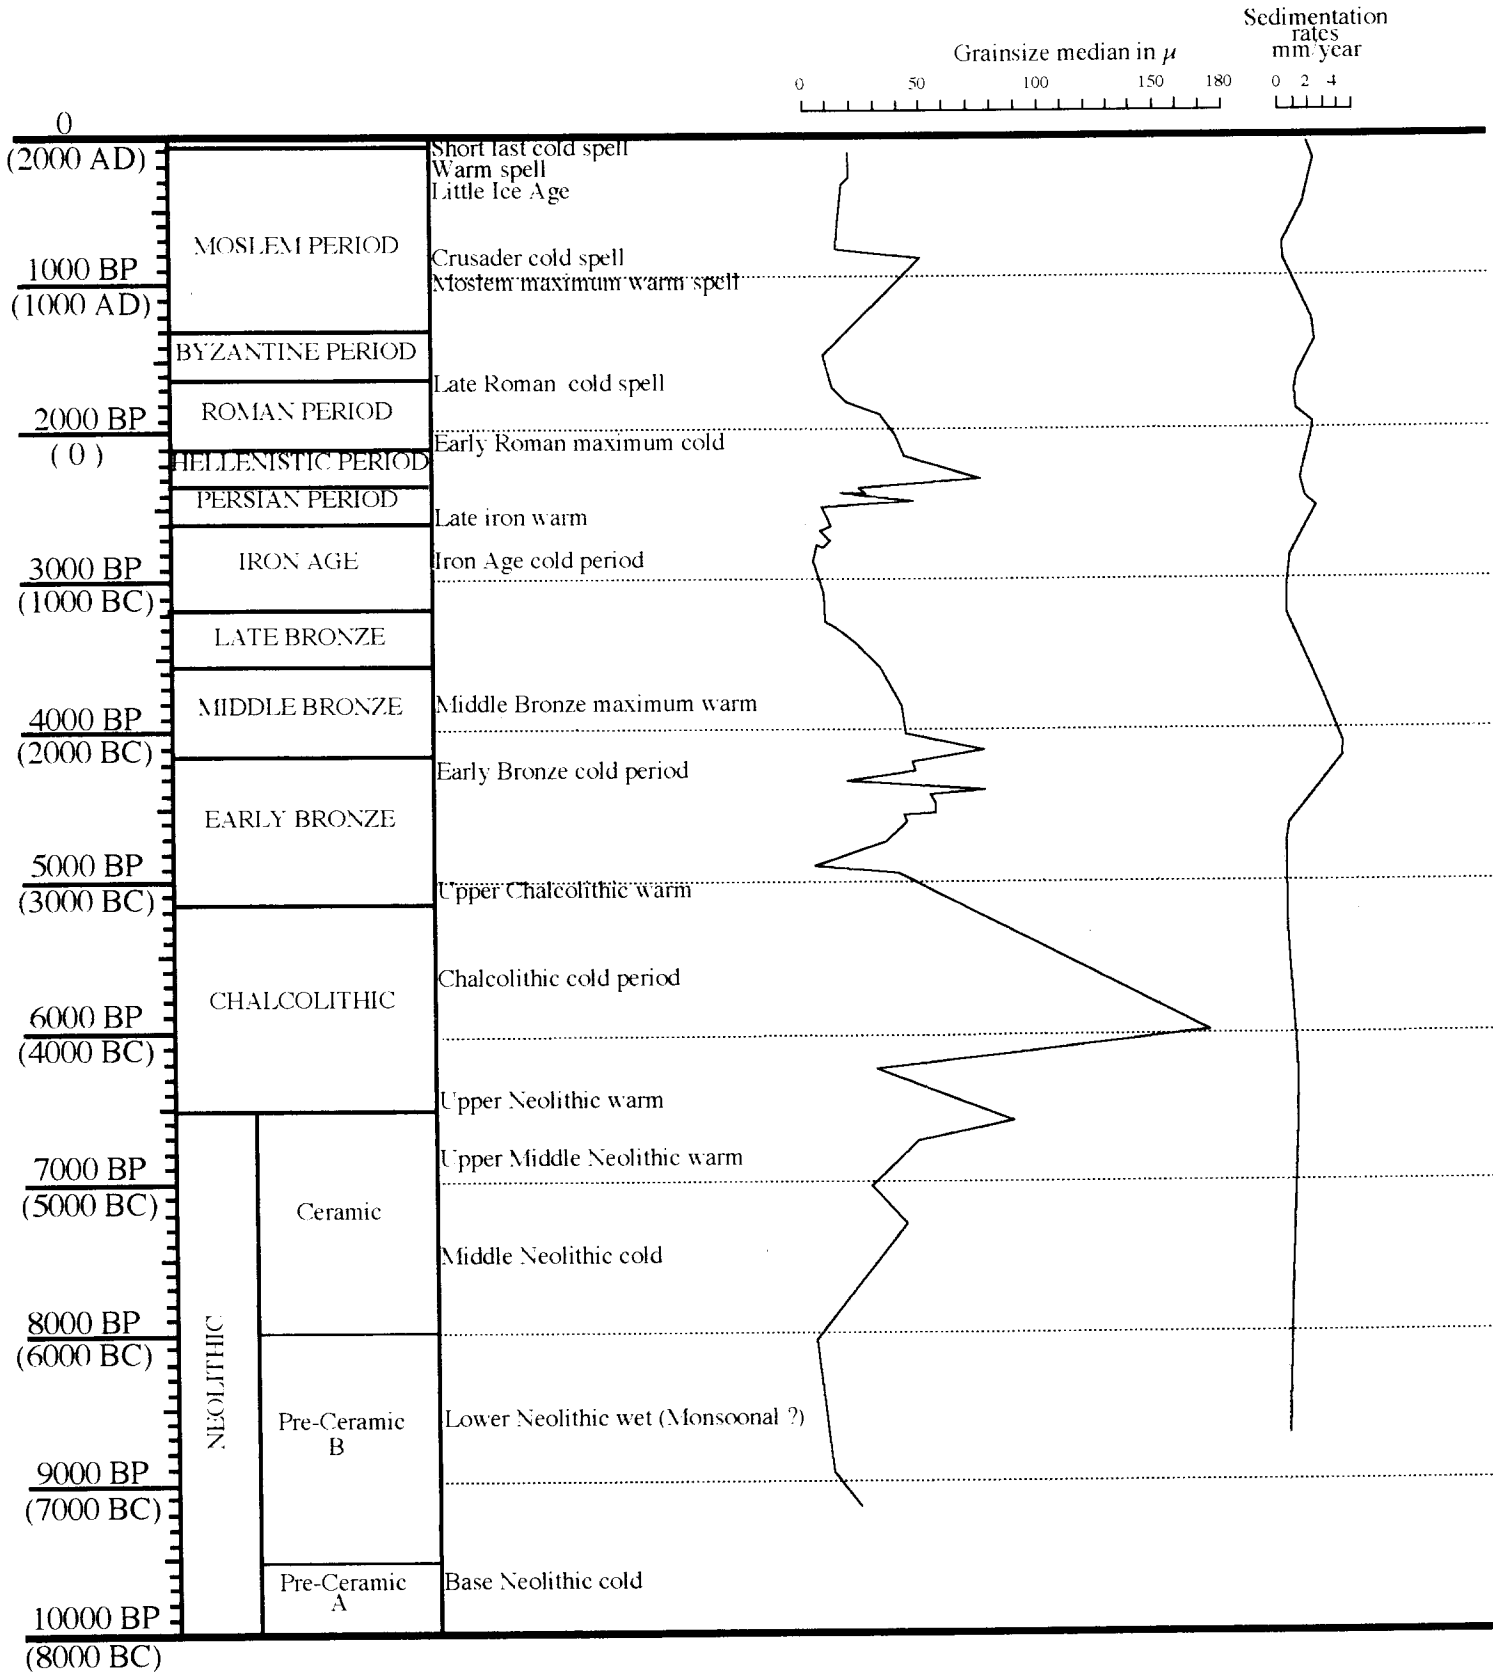 Sedimentation
rates
mm/year
Grainsize median in μ
0 50 100 150 180
0 2 4
0
(2000 AD)
Short last cold spell
Warm spell
Little Ice Age
MOSLEM PERIOD
Crusader cold spell
1000 BP
Moslem maximum warm spell
(1000 AD)
BYZANTINE PERIOD
Late Roman cold spell
ROMAN PERIOD
2000 BP
Early Roman maximum cold
(0)
HELLENISTIC PERIOD
PERSIAN PERIOD
Late iron warm
IRON AGE
Iron Age cold period
3000 BP
(1000 BC)
LATE BRONZE
MIDDLE BRONZE
Middle Bronze maximum warm
4000 BP
(2000 BC)
Early Bronze cold period
EARLY BRONZE
5000 BP
Upper Chalcolithic warm
(3000 BC)
Chalcolithic cold period
CHALCOLITHIC
6000 BP
(4000 BC)
Upper Neolithic warm
Upper Middle Neolithic warm
7000 BP
(5000 BC)
Ceramic
Middle Neolithic cold
8000 BP
(6000 BC)
NEOLITHIC
Pre-Ceramic
B
Lower Neolithic wet (Monsoonal ?)
9000 BP
(7000 BC)
Pre-Ceramic
A
Base Neolithic cold
10000 BP
(8000 BC)